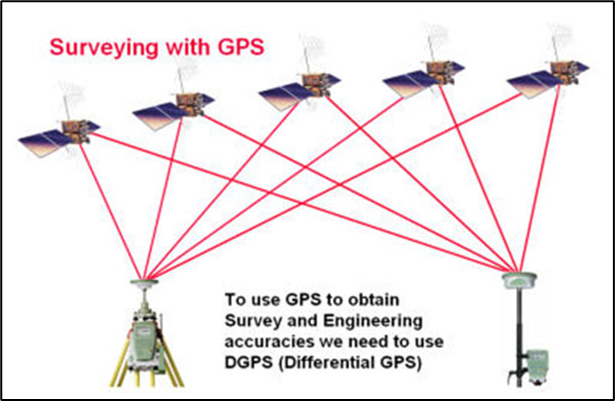 Surveying with GPS
To use GPS to obtain
Survey and Engineering
accuracies we need to use
DGPS (Differential GPS)